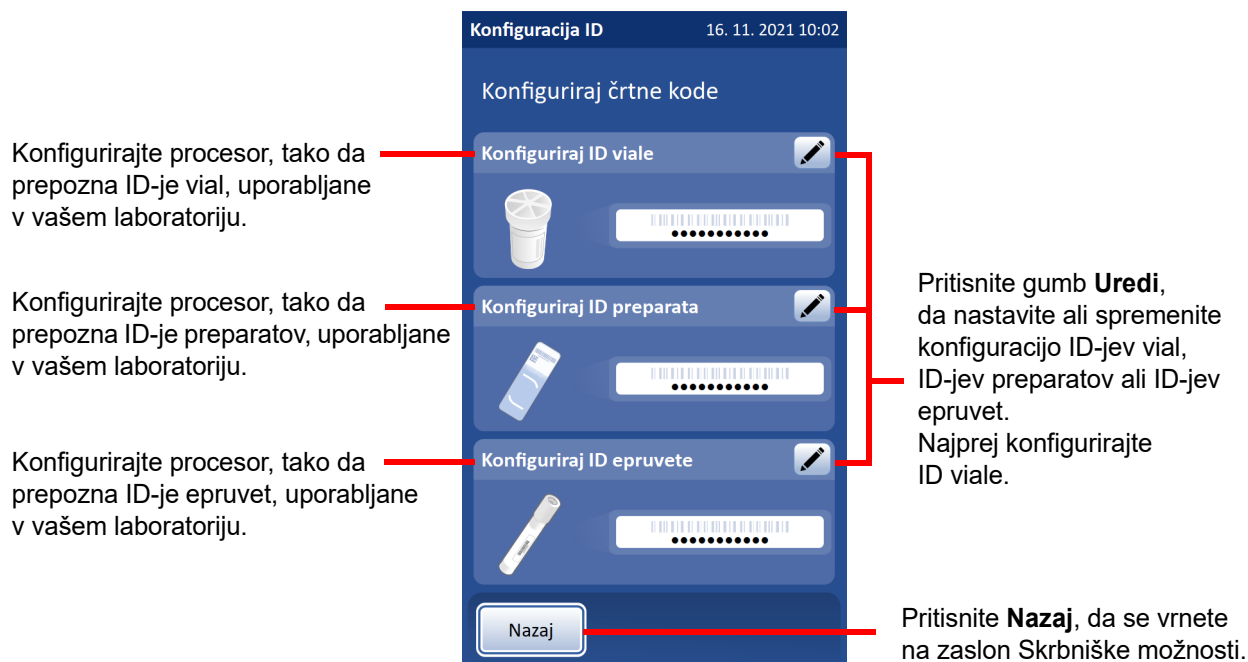 Konfiguracija ID
16. 11. 2021 10:02
Konfiguriraj črtne kode
Konfigurirajte procesor, tako da
prepozna ID-je vial, uporabljane
v vašem laboratoriju.
Konfiguriraj ID viale
Konfigurirajte procesor, tako da
prepozna ID-je preparatov, uporabljane
v vašem laboratoriju.
Konfiguriraj ID preparata
Konfigurirajte procesor, tako da
prepozna ID-je epruvet, uporabljane
v vašem laboratoriju.
Konfiguriraj ID epruvete
Pritisnite gumb Uredi,
da nastavite ali spremenite
konfiguracijo ID-jev vial,
ID-jev preparatov ali ID-jev
epruvet.
Najprej konfigurirajte
ID viale.
Nazaj
Pritisnite Nazaj, da se vrnete
na zaslon Skrbniške možnosti.